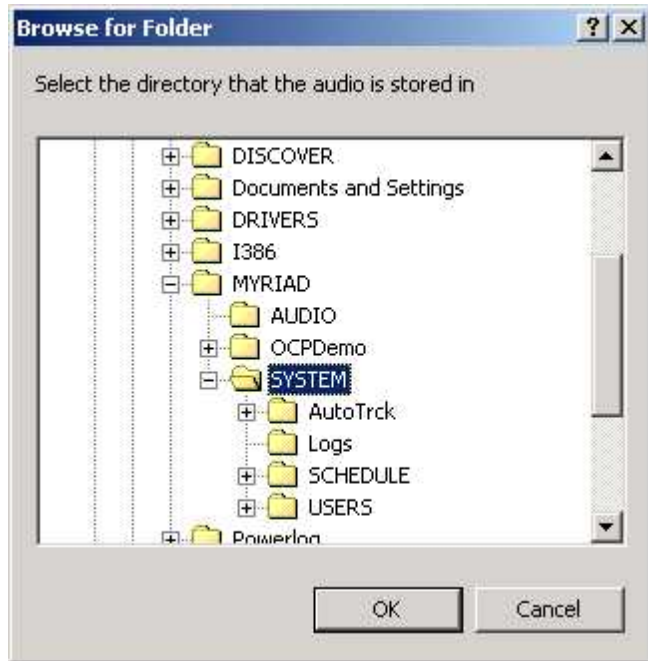 Browse for Folder
Select the directory that the audio is stored in
DISCOVER
Documents and Settings
DRIVERS
I386
MYRIAD
AUDIO
OCPDemo
SYSTEM
AutoTrck
Logs
SCHEDULE
USERS
Powerlog
OK Cancel